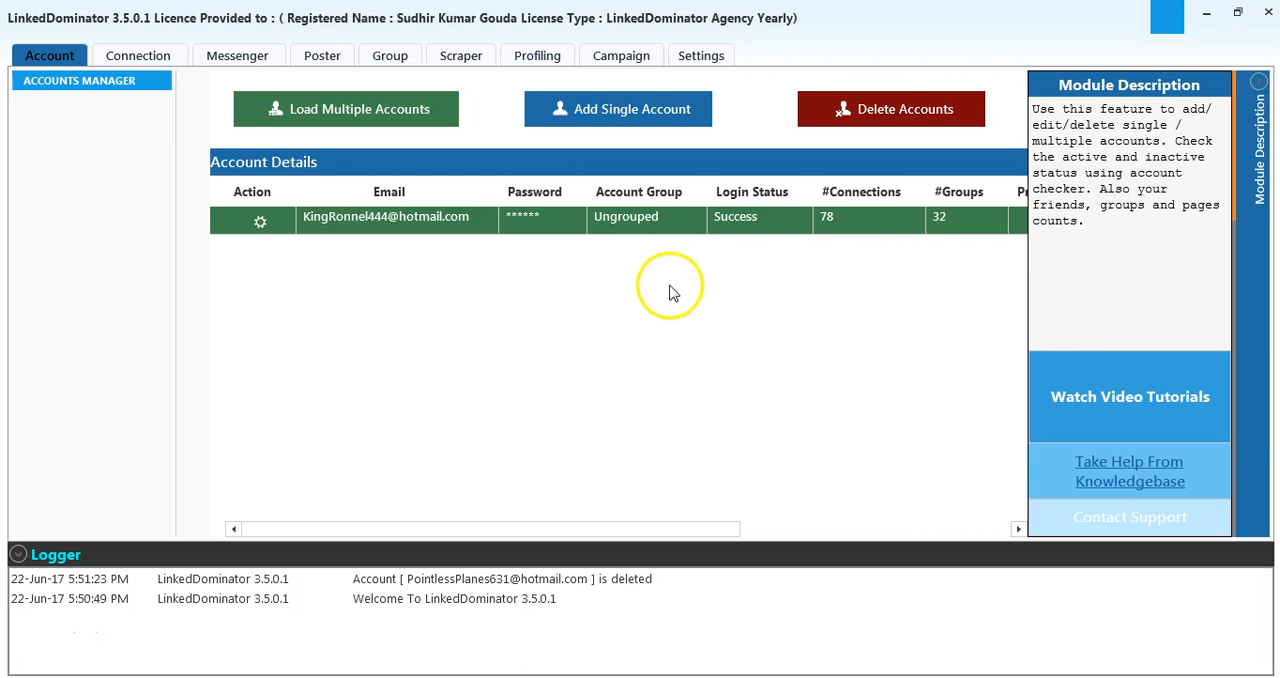 LinkedDominator 3.5.0.1 Licence Provided to : ( Registered Name : Sudhir Kumar Gouda License Type : LinkedDominator Agency Yearly)
Account Connection Messenger Poster Group Scraper Profiling Campaign Settings
ACCOUNTS MANAGER
Load Multiple Accounts Add Single Account Delete Accounts
Account Details
Action Email Password Account Group Login Status #Connections #Groups
KingRonnel444@hotmail.com ****** Ungrouped Success 78 32
Module Description
Use this feature to add/
edit/delete single /
multiple accounts. Check
the active and inactive
status using account
checker. Also your
friends, groups and pages
counts.
Watch Video Tutorials
Take Help From
Knowledgebase
Contact Support
Module Description
Logger
22-Jun-17 5:51:23 PM LinkedDominator 3.5.0.1 Account [ PointlessPlanes631@hotmail.com ] is deleted
22-Jun-17 5:50:49 PM LinkedDominator 3.5.0.1 Welcome To LinkedDominator 3.5.0.1